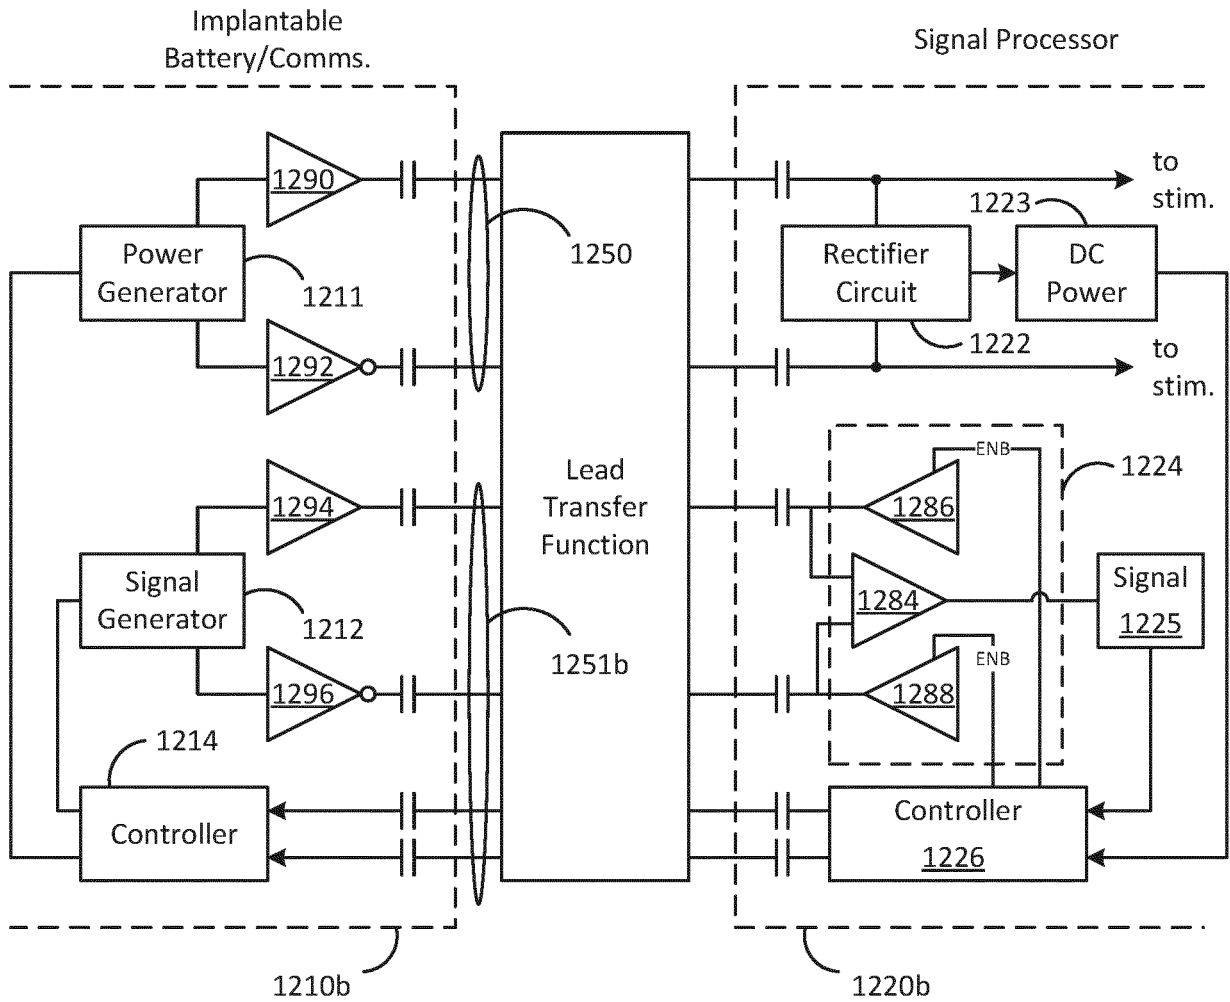 Implantable
Battery/Comms.
Signal Processor
1290
to
stim.
1223
Power
Generator
1250
Rectifier
Circuit
DC
Power
1211
1292
1222
to
stim.
ENB
1224
Lead
Transfer
Function
1294
1286
Signal
Generator
1284
Signal
1225
1212
1251b
ENB
1296
1288
1214
Controller
Controller
1226
1210b
1220b